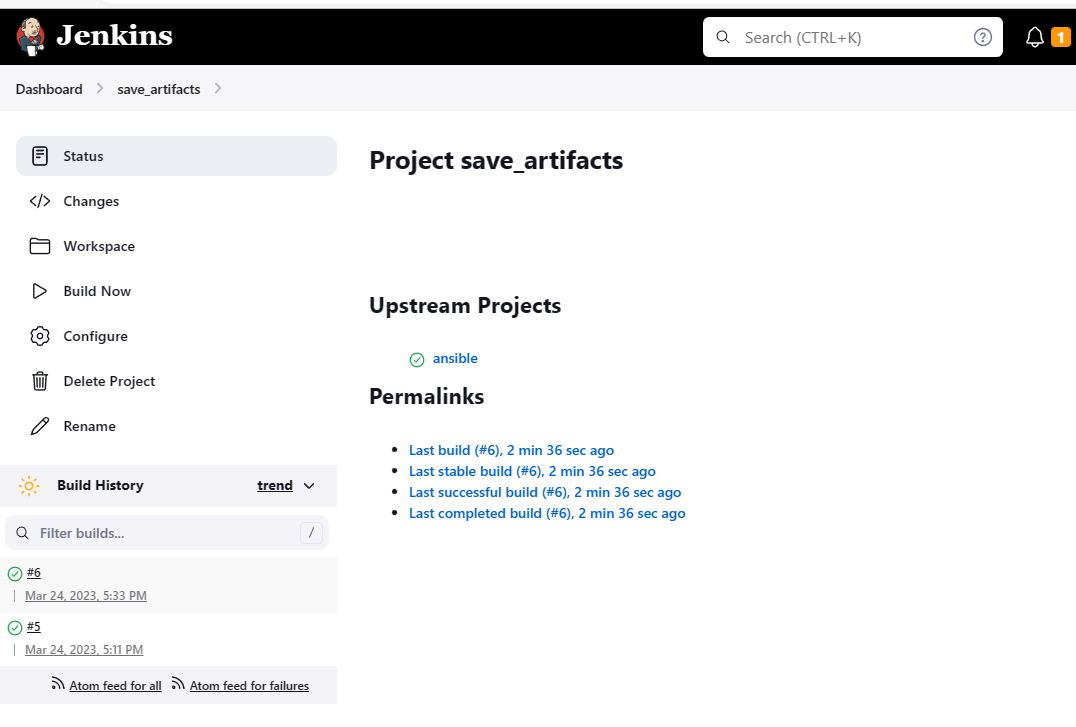 Jenkins
Search (CTRL+K)
?
1
Dashboard
save_artifacts
Status
Changes
Workspace
Build Now
Configure
Delete Project
Rename
Build History
trend
Filter builds...
/
#6
Mar 24, 2023, 5:33 PM
#5
Mar 24, 2023, 5:11 PM
Atom feed for all
Atom feed for failures
Project save_artifacts
Upstream Projects
ansible
Permalinks
Last build (#6), 2 min 36 sec ago
Last stable build (#6), 2 min 36 sec ago
Last successful build (#6), 2 min 36 sec ago
Last completed build (#6), 2 min 36 sec ago